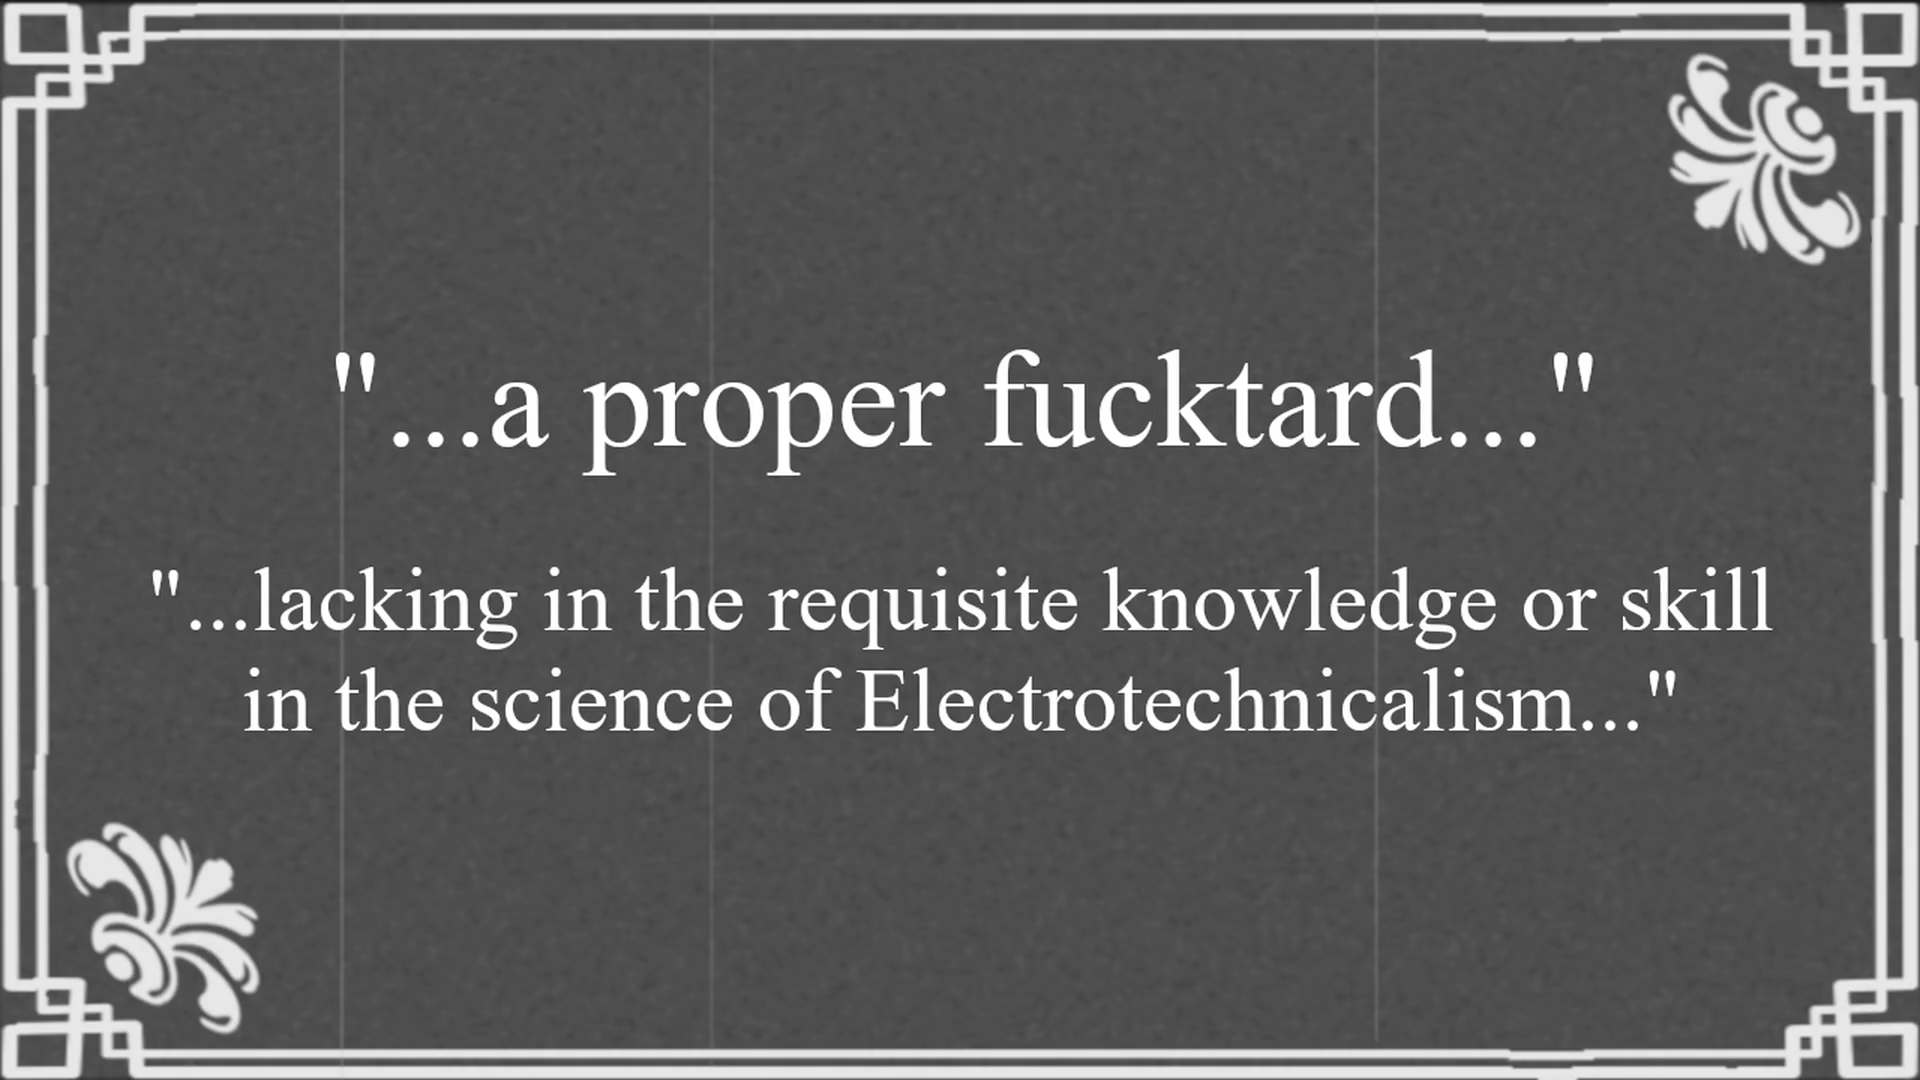 "...a proper fucktard..."
"...lacking in the requisite knowledge or skill
in the science of Electrotechnicalism..."